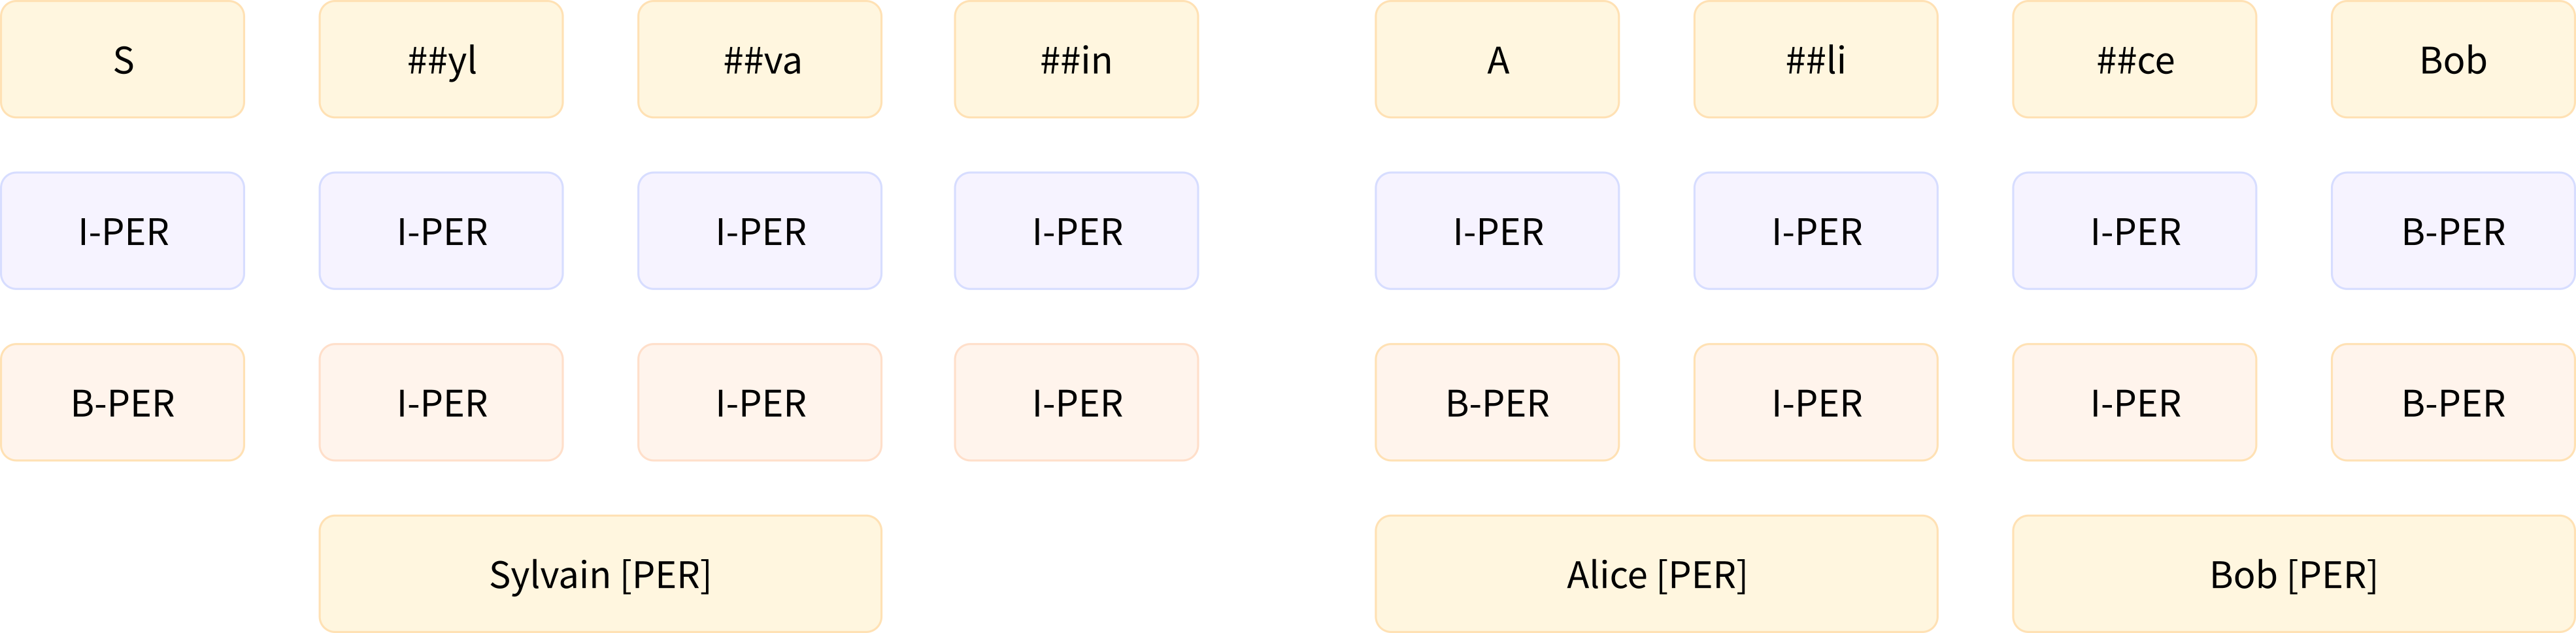 S ##yl ##va ##in A ##li ##ce Bob
I-PER I-PER I-PER I-PER I-PER I-PER I-PER B-PER
B-PER I-PER I-PER I-PER B-PER I-PER I-PER B-PER
Sylvain [PER] Alice [PER] Bob [PER]